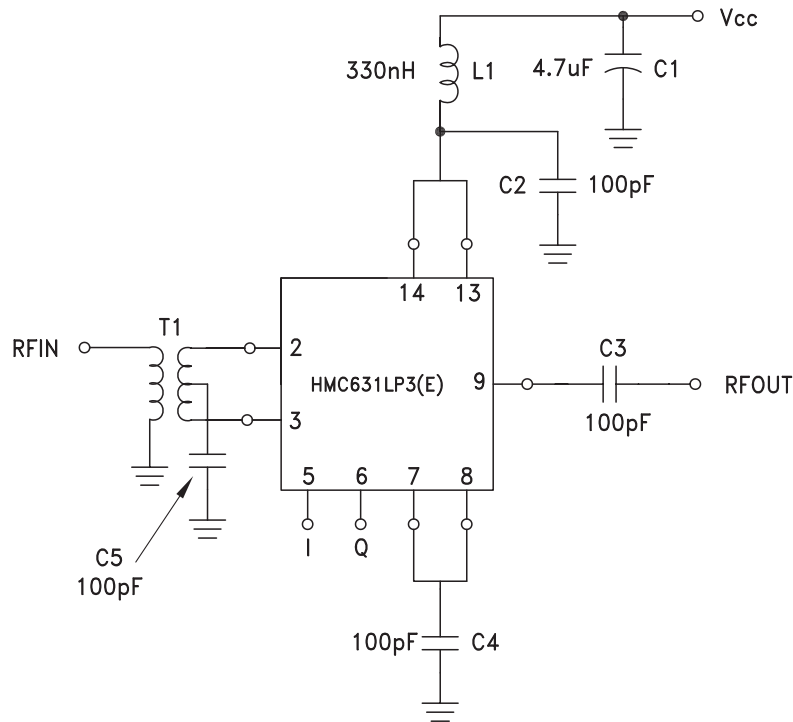 Vcc
330nH L1
4.7uF C1
C2 100pF
14 13
T1
RFIN
2
HMC631LP3(E)
9
C3
100pF
RFOUT
3
5 6 7 8
I Q
C5
100pF
100pF C4